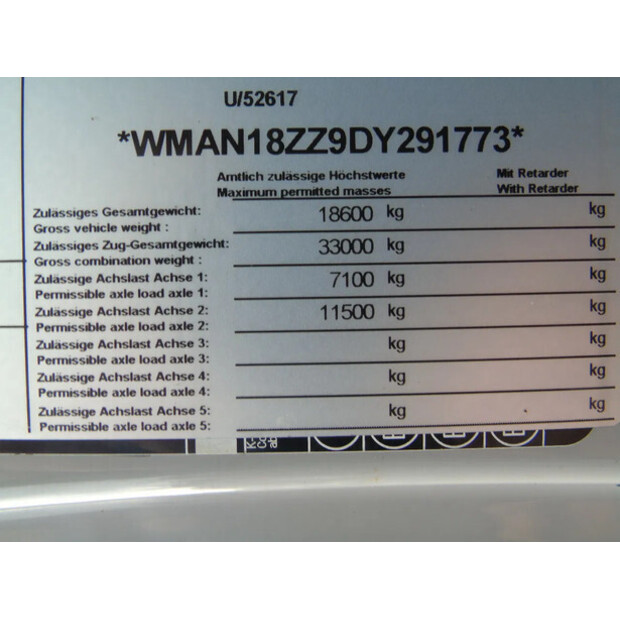 U/52617
*WMAN18ZZ9DY291773*
Amtlich zulässige Höchstwerte Mit Retarder
Maximum permitted masses With Retarder
Zulässiges Gesamtgewicht: 18600 kg kg
Gross vehicle weight :
Zulässiges Zug-Gesamtgewicht: 33000 kg kg
Gross combination weight :
Zulässige Achslast Achse 1: 7100 kg kg
Permissible axle load axle 1:
Zulässige Achslast Achse 2: 11500 kg kg
Permissible axle load axle 2:
Zulässige Achslast Achse 3: kg kg
Permissible axle load axle 3:
Zulässige Achslast Achse 4: kg kg
Permissible axle load axle 4:
Zulässige Achslast Achse 5: kg kg
Permissible axle load axle 5: